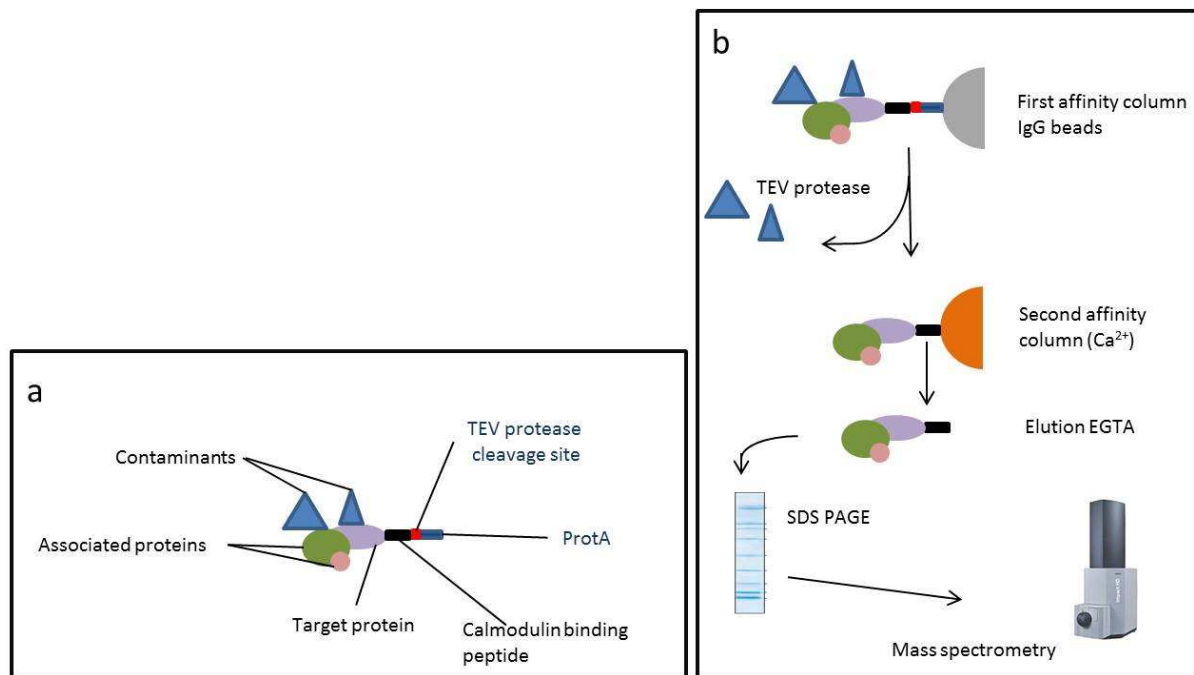 a
Contaminants
TEV protease
cleavage site
Associated proteins
ProtA
Target protein
Calmodulin binding
peptide
b
First affinity column
IgG beads
TEV protease
Second affinity
column (Ca²⁺)
Elution EGTA
SDS PAGE
Mass spectrometry